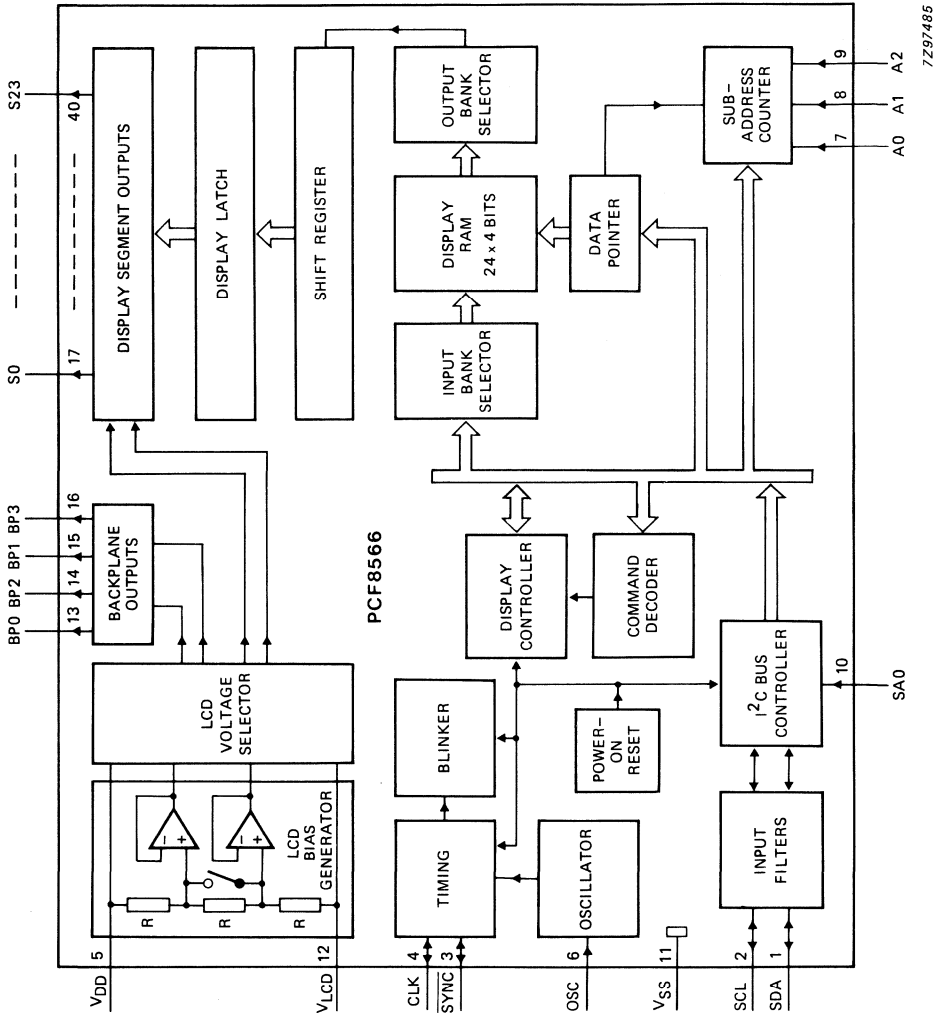 7Z97485
S23
S0
BP3
BP1
BP2
BP0
40
17
16
15
14
13
DISPLAY SEGMENT OUTPUTS
BACKPLANE
OUTPUTS
DISPLAY LATCH
SHIFT REGISTER
LCD
VOLTAGE
SELECTOR
LCD
BIAS
GENERATOR
- +
- +
R
R
R
VDD
5
VLCD
12
PCF8566
OUTPUT
BANK
SELECTOR
DISPLAY
RAM
24 x 4 BITS
INPUT
BANK
SELECTOR
DATA
POINTER
SUB-
ADDRESS
COUNTER
9
8
7
A2
A1
A0
DISPLAY
CONTROLLER
COMMAND
DECODER
BLINKER
TIMING
POWER-
ON
RESET
OSCILLATOR
I²C BUS
CONTROLLER
INPUT
FILTERS
10
SA0
CLK
4
SYNC
3
OSC
6
VSS
11
SCL
2
SDA
1